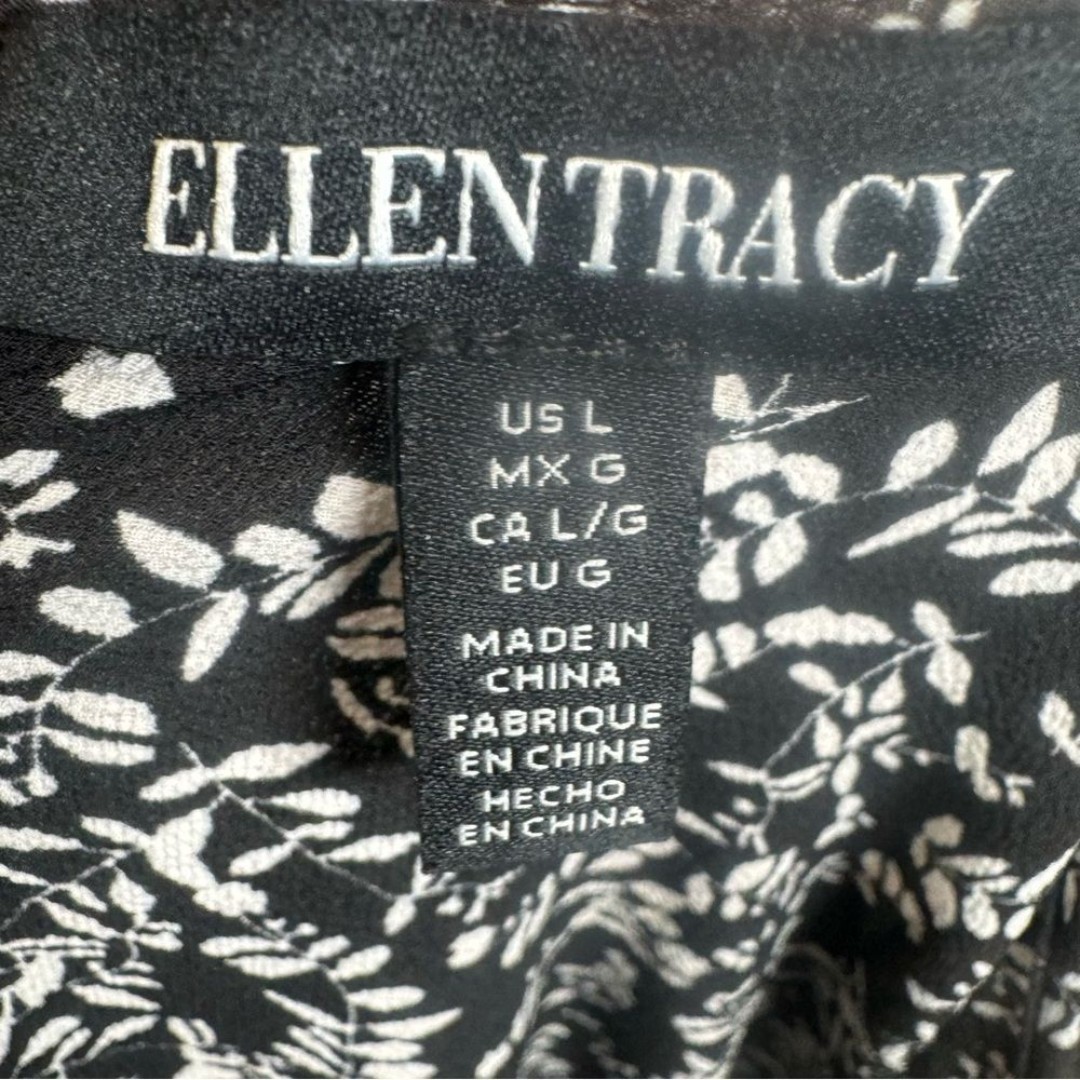 ELLEN TRACY
US L
MX G
CA L/G
EU G
MADE IN
CHINA
FABRIQUE
EN CHINE
HECHO
EN CHINA